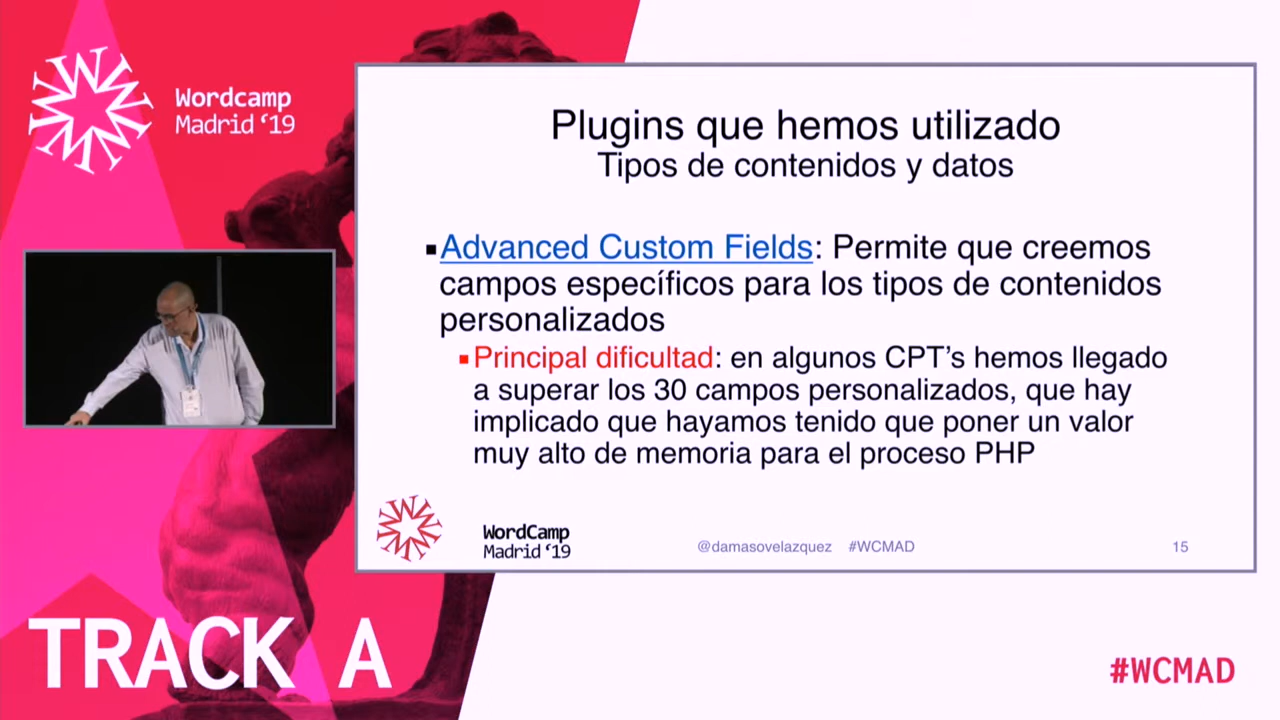 Wordcamp
Madrid ‘19
Plugins que hemos utilizado
Tipos de contenidos y datos
Advanced Custom Fields: Permite que creemos
campos específicos para los tipos de contenidos
personalizados
Principal dificultad: en algunos CPT’s hemos llegado
a superar los 30 campos personalizados, que hay
implicado que hayamos tenido que poner un valor
muy alto de memoria para el proceso PHP
WordCamp
Madrid ‘19
@damasovelazquez #WCMAD
15
TRACK A
#WCMAD